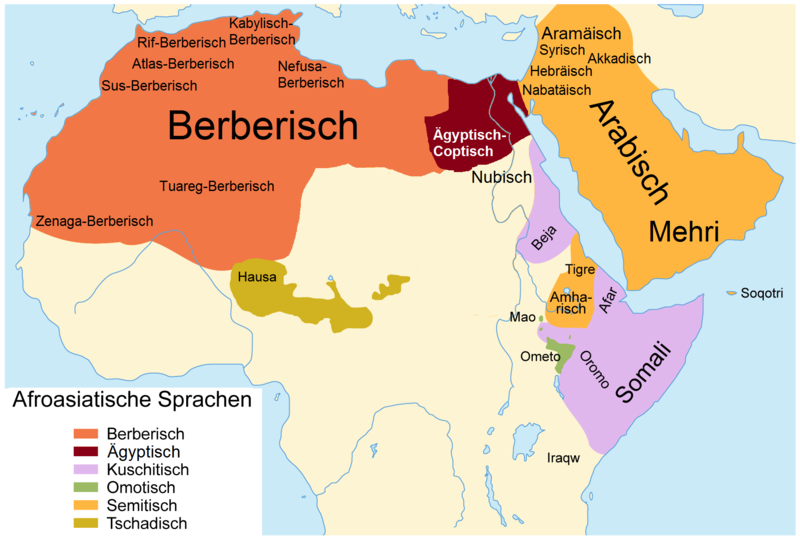 Kabylisch-
Berberisch
Rif-Berberisch
Atlas-Berberisch
Nefusa-
Berberisch
Sus-Berberisch
Berberisch
Tuareg-Berberisch
Zenaga-Berberisch
Ägyptisch-
Coptisch
Nubisch
Aramäisch
Syrisch
Akkadisch
Hebräisch
Nabatäisch
Arabisch
Mehri
Beja
Tigre
Amha-
risch
Afar
Soqotri
Hausa
Mao
Ometo
Oromo
Somali
Iraqw
Afroasiatische Sprachen
Berberisch
Ägyptisch
Kuschitisch
Omotisch
Semitisch
Tschadisch